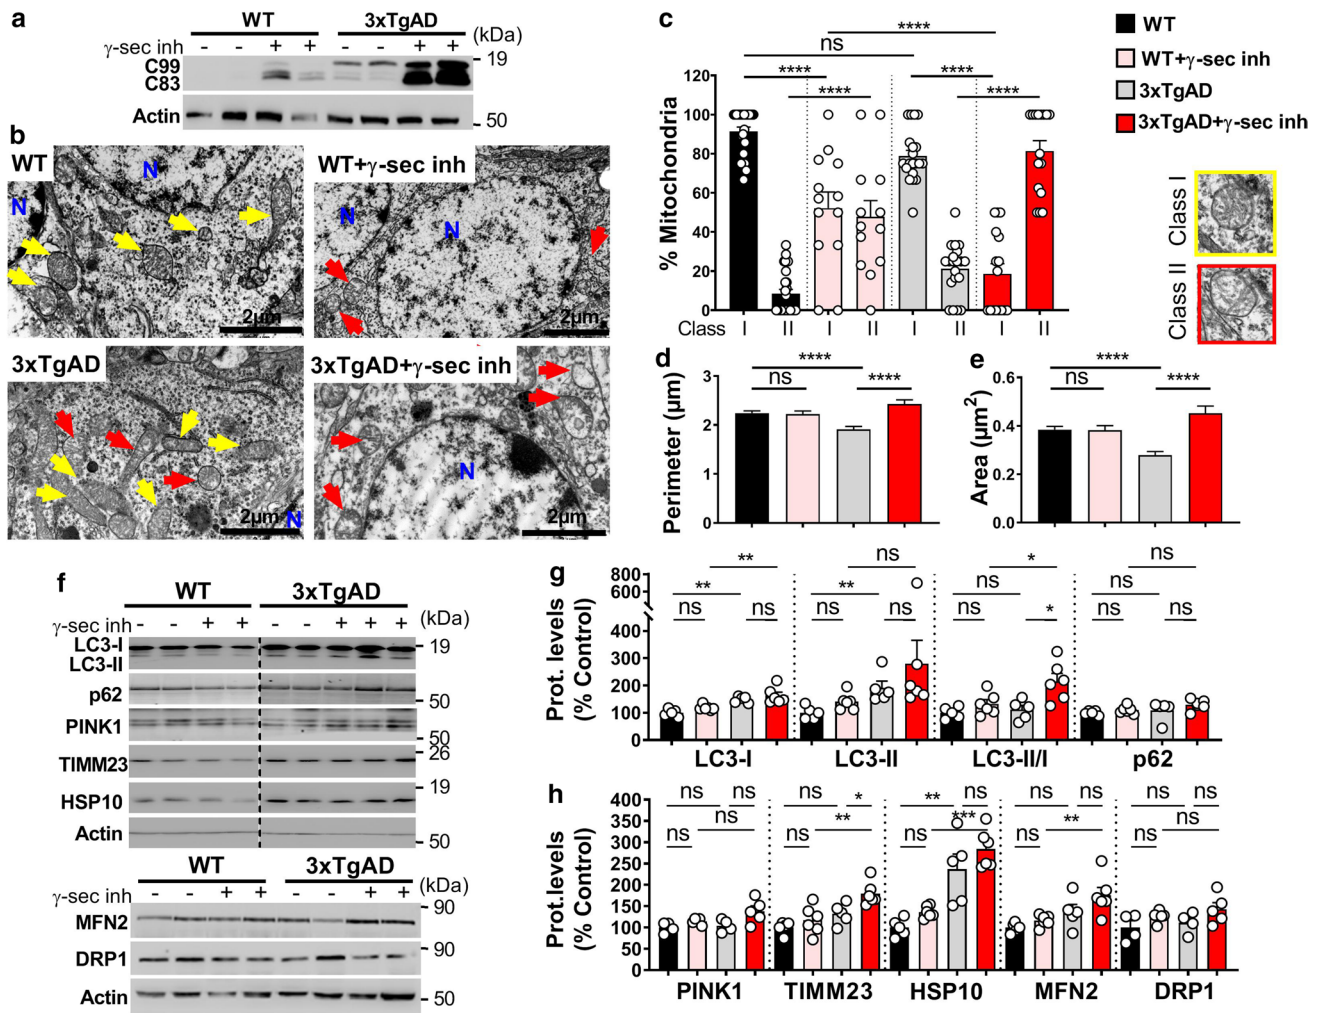 a
WT
3xTgAD
(kDa)
γ-sec inh - - + + - - + +
C99
C83
19
Actin
50
b
WT
N
N
2µm
WT+γ-sec inh
N
N
2µm
3xTgAD
2µm
N
3xTgAD+γ-sec inh
N
2µm
c
****
ns
**** ****
**** ****
% Mitochondria
120
100
80
60
40
20
0
Class I II I II I II I II
WT
WT+γ-sec inh
3xTgAD
3xTgAD+γ-sec inh
Class I
Class II
d
****
ns ****
Perimeter (µm)
3
2
1
0
e
****
ns ****
Area (µm²)
0.6
0.4
0.2
0.0
f
WT 3xTgAD
(kDa)
γ-sec inh - - + + - - + + +
LC3-I
LC3-II
19
p62
50
PINK1
50
TIMM23
26
HSP10
19
Actin
50
WT 3xTgAD
(kDa)
γ-sec inh - - + + - - + +
MFN2
90
DRP1
90
Actin
50
g
** ns * ns
** ** ns ns
ns ns ns ns ns * ns ns
Prot. levels
(% Control)
800
600
400
300
200
100
0
LC3-I LC3-II LC3-II/I p62
h
ns ns ns * ** ns ns ns ns ns
ns ** *** ** ns
ns ns ns ns ns
Prot.levels
(% Control)
400
350
300
250
200
150
100
50
0
PINK1 TIMM23 HSP10 MFN2 DRP1